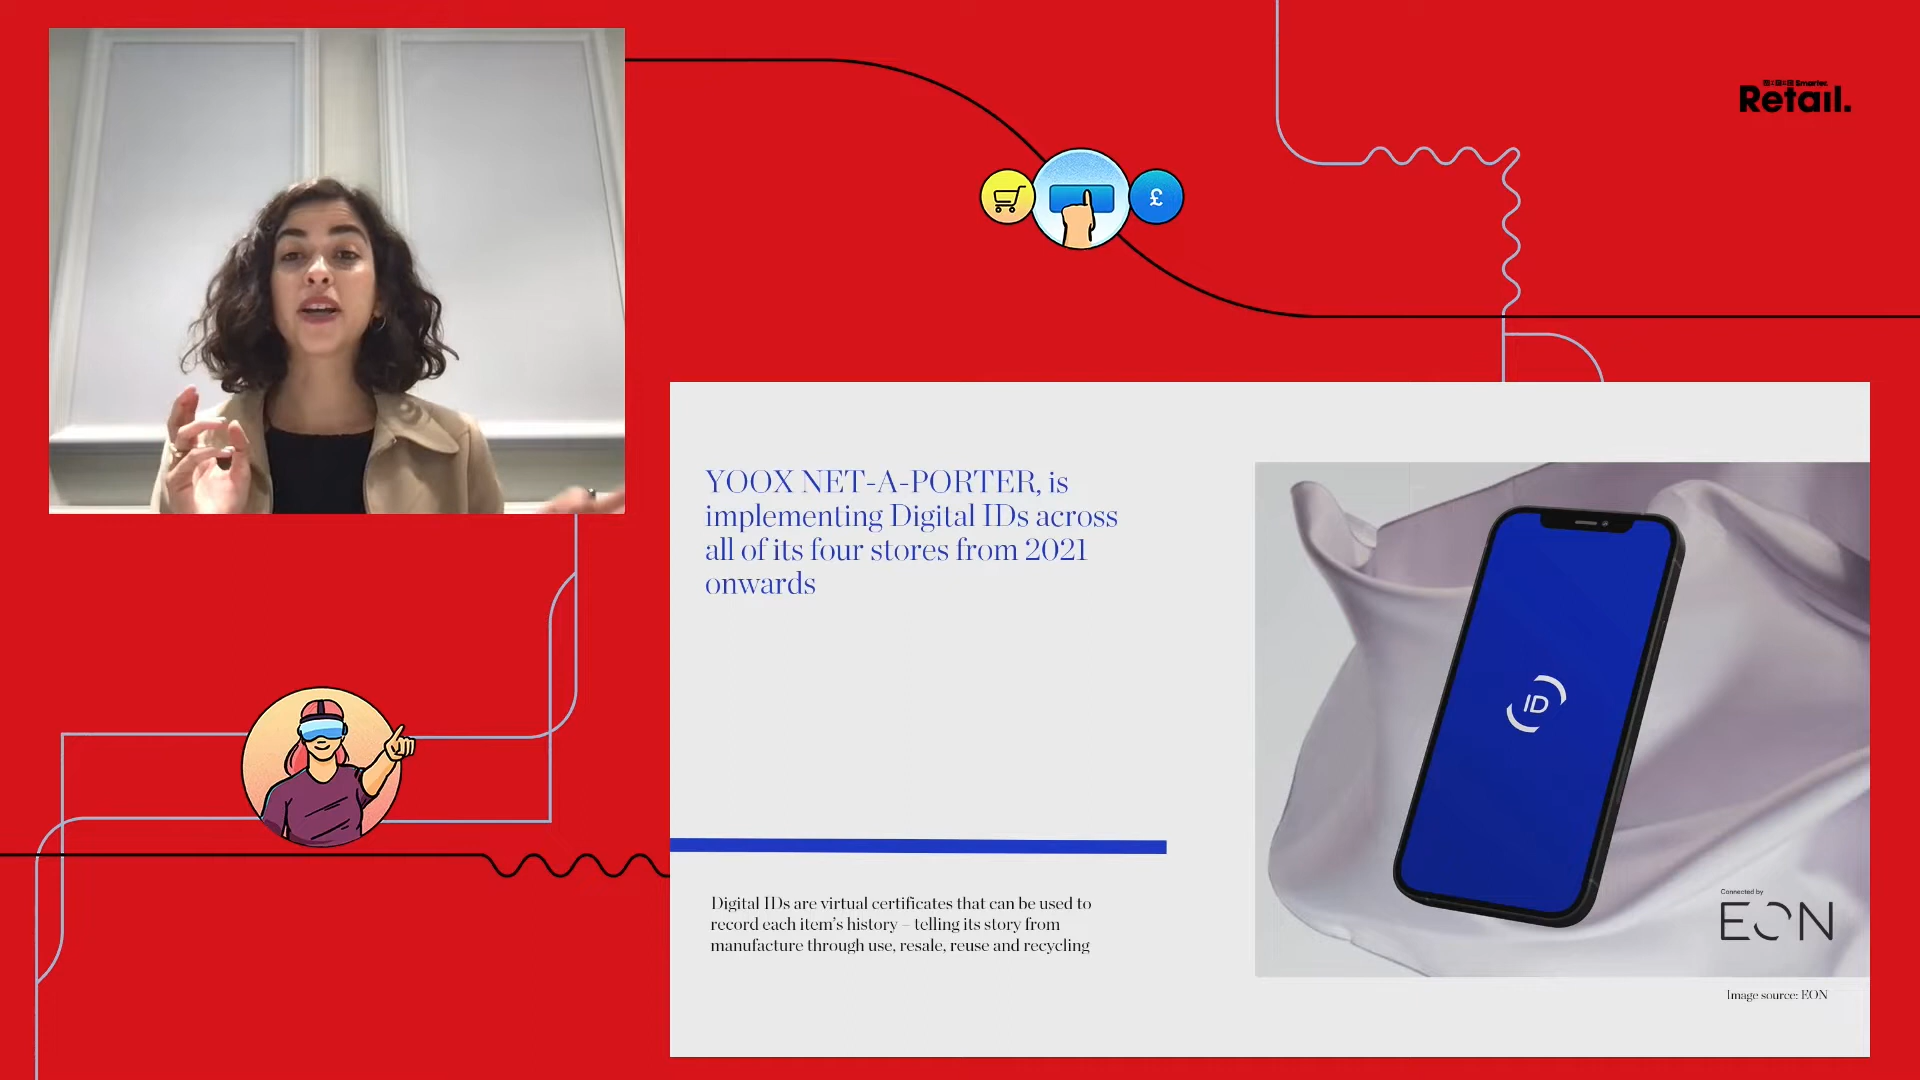 Retail.
£
YOOX NET-A-PORTER, is
implementing Digital IDs across
all of its four stores from 2021
onwards
ID
Digital IDs are virtual certificates that can be used to
record each item's history – telling its story from
manufacture through use, resale, reuse and recycling
Connected by
EON
Image source: EON